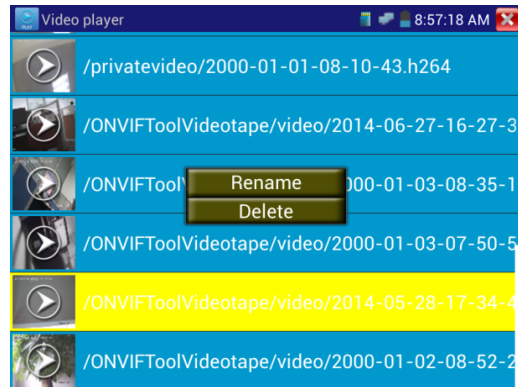 PLAY
Video player
8:57:18 AM
/privatevideo/2000-01-01-08-10-43.h264
/ONVIFToolVideotape/video/2014-06-27-16-27-3
/ONVIFToolV
000-01-03-08-35-1
Rename
Delete
/ONVIFToolVideotape/video/2000-01-03-07-50-5
/ONVIFToolVideotape/video/2014-05-28-17-34-4
/ONVIFToolVideotape/video/2000-01-02-08-52-2